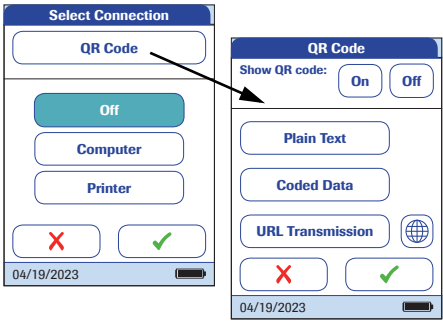 Select Connection
QR Code
Off
Computer
Printer
04/19/2023
QR Code
Show QR code:
On
Off
Plain Text
Coded Data
URL Transmission
04/19/2023